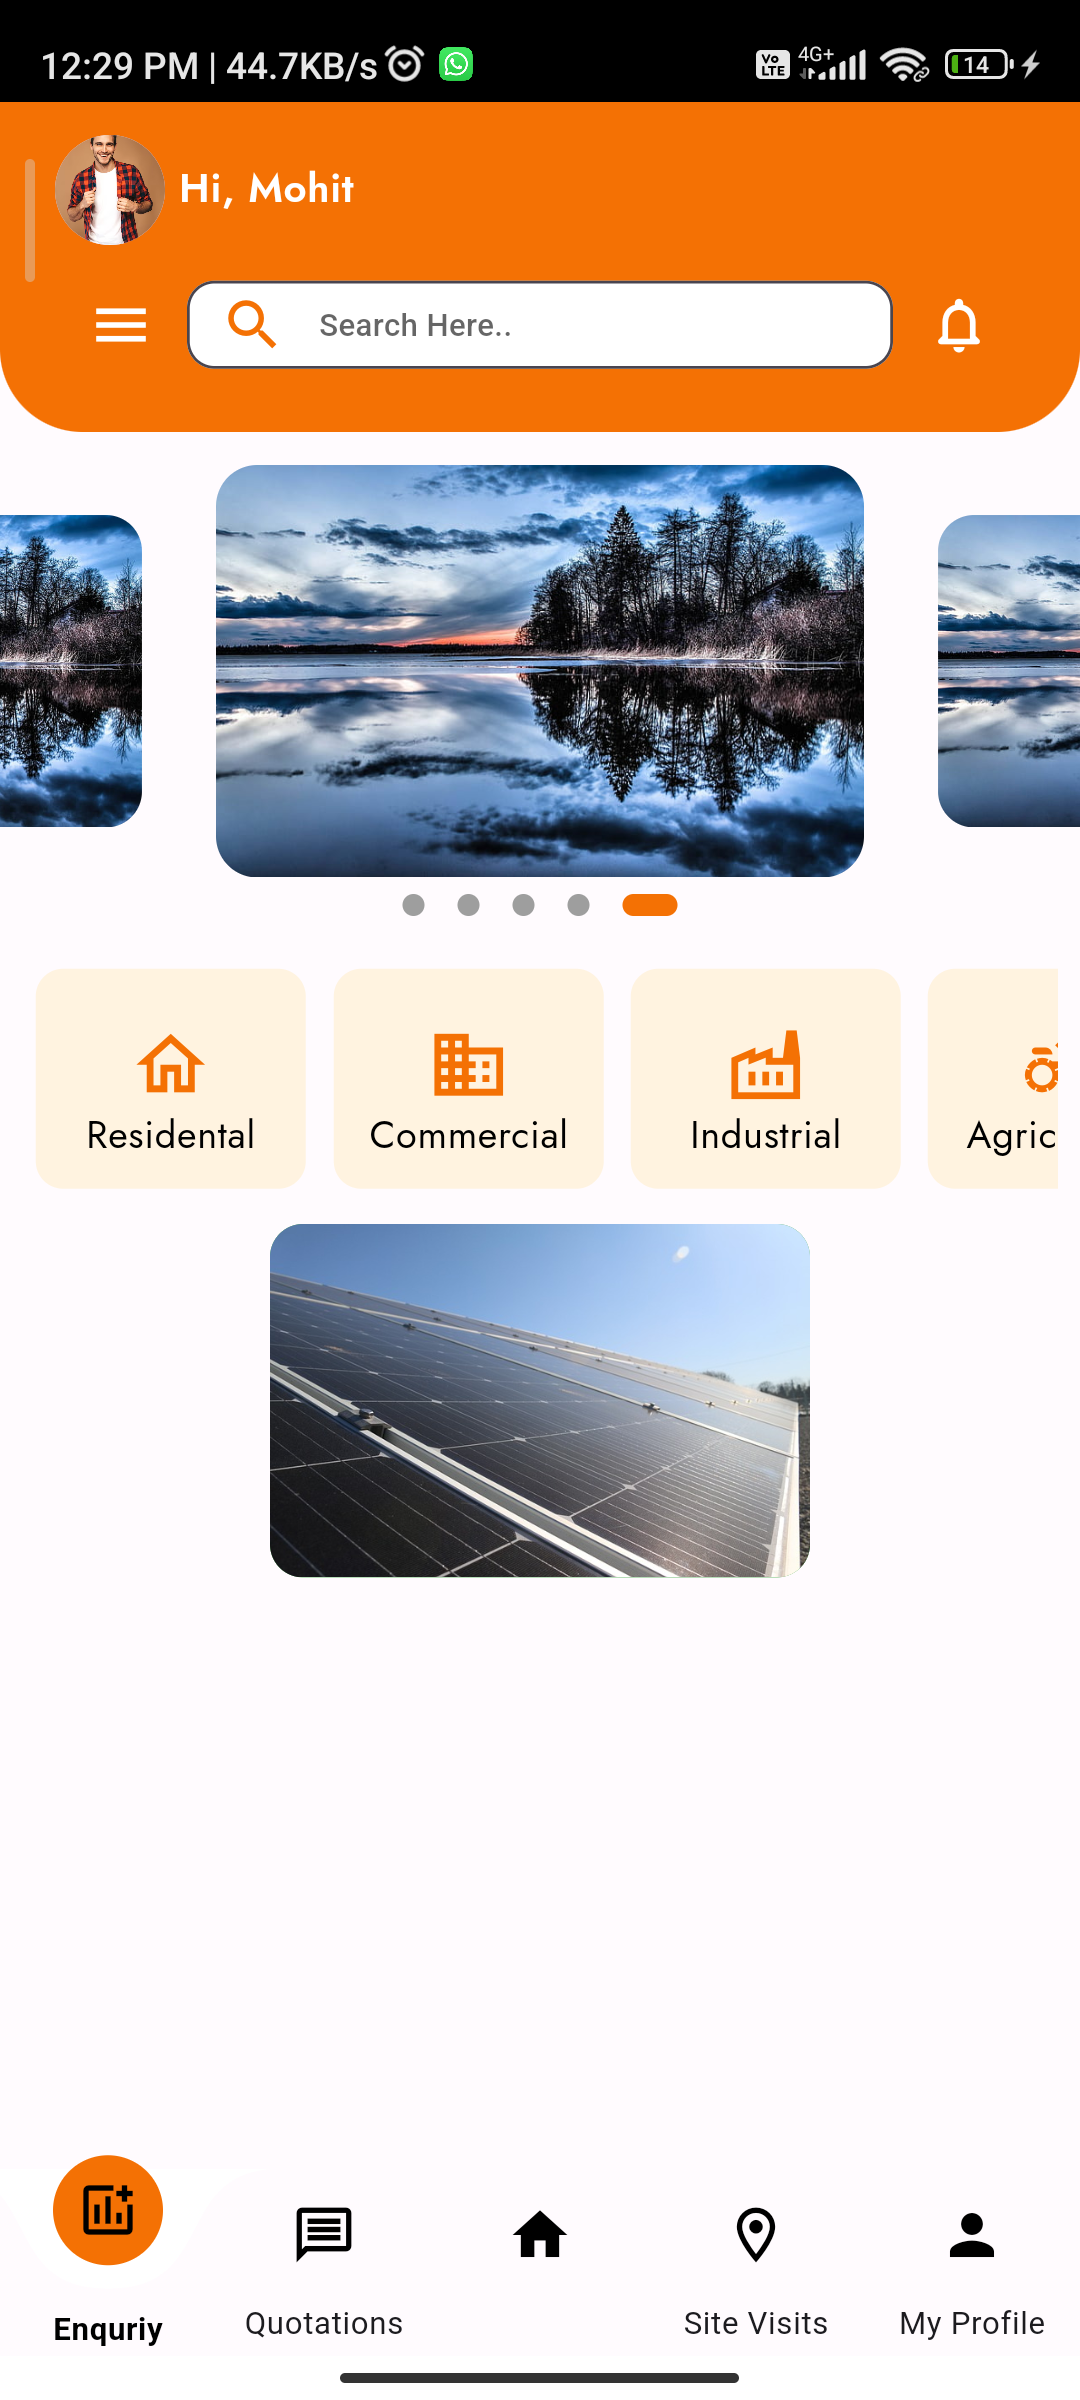 12:29 PM | 44.7KB/s
Vo LTE 4G+ 14
Hi, Mohit
Search Here..
Residental
Commercial
Industrial
Agric
Enquriy
Quotations
Site Visits
My Profile